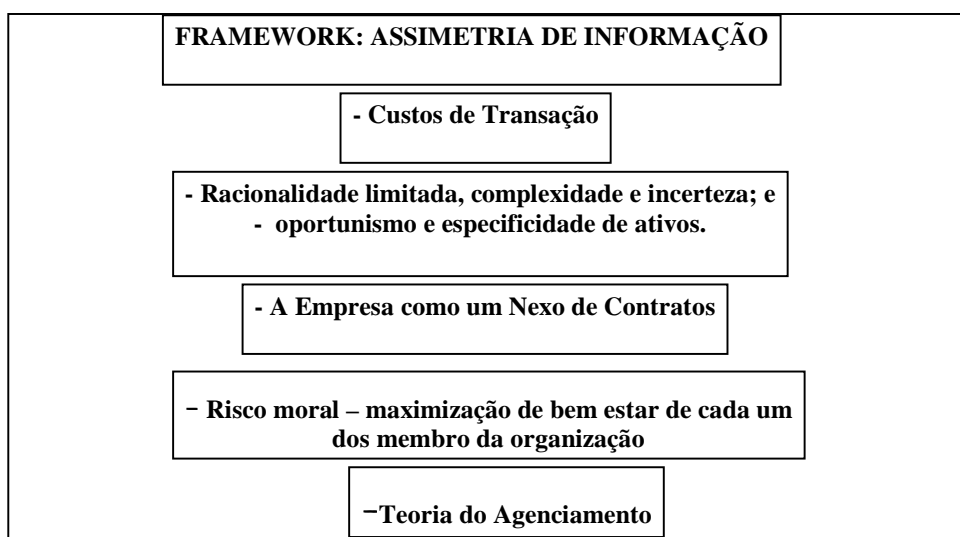 FRAMEWORK: ASSIMETRIA DE INFORMAÇÃO
- Custos de Transação
- Racionalidade limitada, complexidade e incerteza; e
- oportunismo e especificidade de ativos.
- A Empresa como um Nexo de Contratos
− Risco moral – maximização de bem estar de cada um
dos membro da organização
−Teoria do Agenciamento